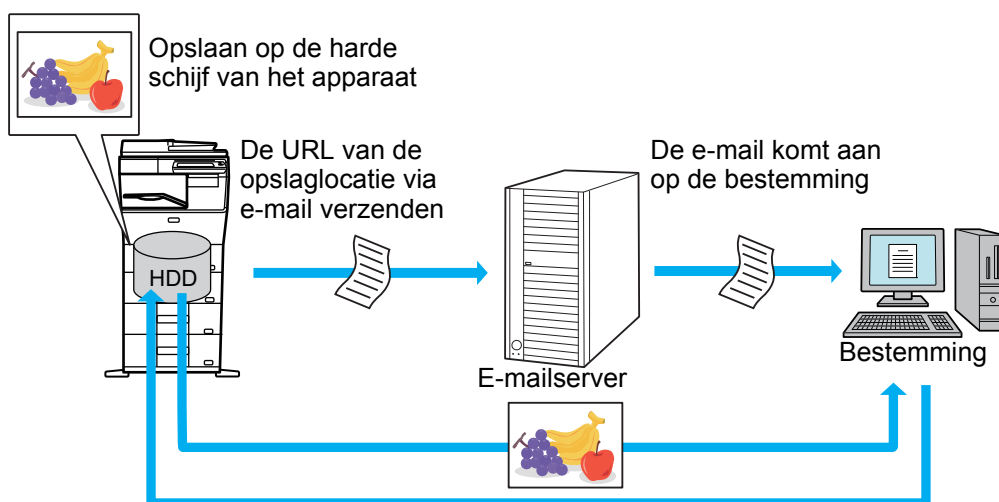 Opslaan op de harde
schijf van het apparaat
De URL van de
opslaglocatie via
e-mail verzenden
De e-mail komt aan
op de bestemming
HDD
E-mailserver
Bestemming